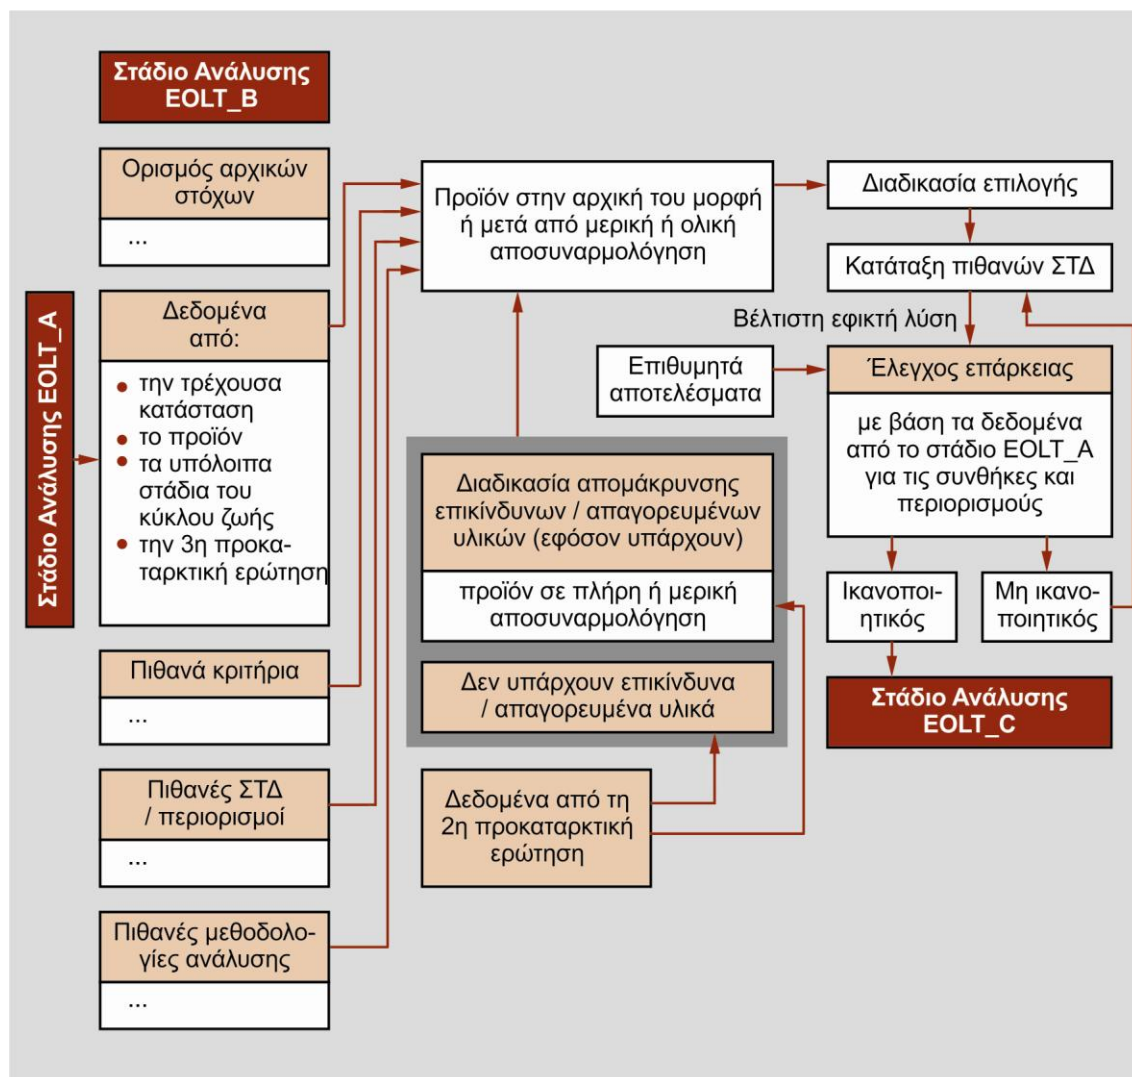 Στάδιο Ανάλυσης
EOLT_B
Ορισμός αρχικών
στόχων
...
Στάδιο Ανάλυσης EOLT_A
Δεδομένα
από:
• την τρέχουσα
κατάσταση
• το προϊόν
• τα υπόλοιπα
στάδια του
κύκλου ζωής
• την 3η προκα-
ταρκτική ερώτηση
Πιθανά κριτήρια
...
Πιθανές ΣΤΔ
/ περιορισμοί
...
Πιθανές μεθοδολο-
γίες ανάλυσης
...
Προϊόν στην αρχική του μορφή
ή μετά από μερική ή ολική
αποσυναρμολόγηση
Διαδικασία απομάκρυνσης
επικίνδυνων / απαγορευμένων
υλικών (εφόσον υπάρχουν)
προϊόν σε πλήρη ή μερική
αποσυναρμολόγηση
Δεν υπάρχουν επικίνδυνα
/ απαγορευμένα υλικά
Δεδομένα από τη
2η προκαταρκτική
ερώτηση
Διαδικασία επιλογής
Κατάταξη πιθανών ΣΤΔ
Βέλτιστη εφικτή λύση
Επιθυμητά
αποτελέσματα
Έλεγχος επάρκειας
με βάση τα δεδομένα
από το στάδιο EOLT_A
για τις συνθήκες και
περιορισμούς
Ικανοποι-
ητικός
Μη ικανο-
ποιητικός
Στάδιο Ανάλυσης
EOLT_C